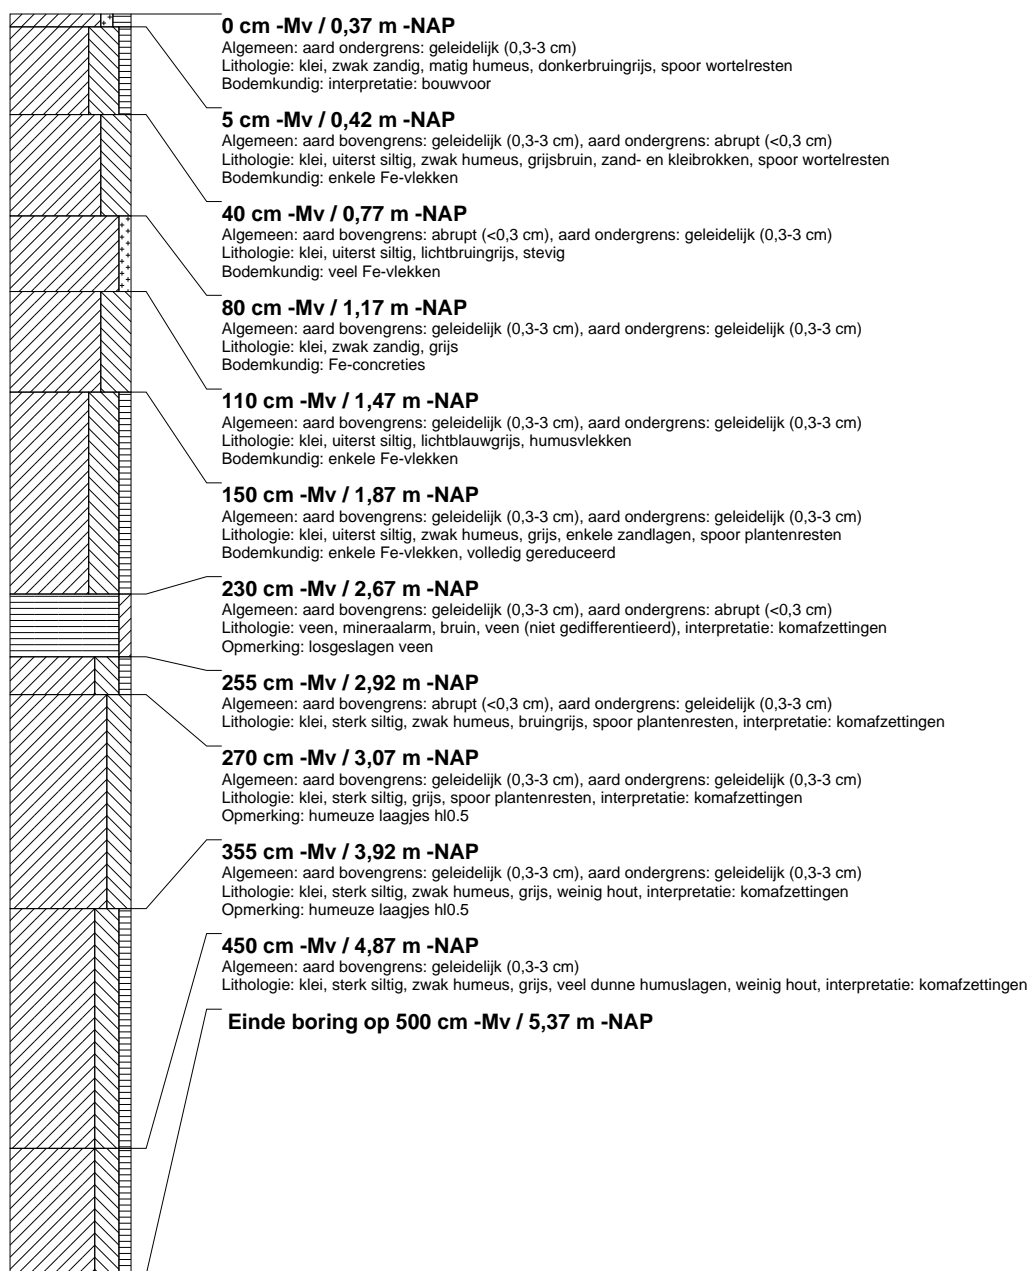 0 cm -Mv / 0,37 m -NAP
Algemeen: aard ondergrens: geleidelijk (0,3-3 cm)
Lithologie: klei, zwak zandig, matig humeus, donkerbruingrijs, spoor wortelresten
Bodemkundig: interpretatie: bouwvoor
5 cm -Mv / 0,42 m -NAP
Algemeen: aard bovengrens: geleidelijk (0,3-3 cm), aard ondergrens: abrupt (<0,3 cm)
Lithologie: klei, uiterst siltig, zwak humeus, grijsbruin, zand- en kleibrokken, spoor wortelresten
Bodemkundig: enkele Fe-vlekken
40 cm -Mv / 0,77 m -NAP
Algemeen: aard bovengrens: abrupt (<0,3 cm), aard ondergrens: geleidelijk (0,3-3 cm)
Lithologie: klei, uiterst siltig, lichtbruingrijs, stevig
Bodemkundig: veel Fe-vlekken
80 cm -Mv / 1,17 m -NAP
Algemeen: aard bovengrens: geleidelijk (0,3-3 cm), aard ondergrens: geleidelijk (0,3-3 cm)
Lithologie: klei, zwak zandig, grijs
Bodemkundig: Fe-concreties
110 cm -Mv / 1,47 m -NAP
Algemeen: aard bovengrens: geleidelijk (0,3-3 cm), aard ondergrens: geleidelijk (0,3-3 cm)
Lithologie: klei, uiterst siltig, lichtblauwgrijs, humusvlekken
Bodemkundig: enkele Fe-vlekken
150 cm -Mv / 1,87 m -NAP
Algemeen: aard bovengrens: geleidelijk (0,3-3 cm), aard ondergrens: geleidelijk (0,3-3 cm)
Lithologie: klei, uiterst siltig, zwak humeus, grijs, enkele zandlagen, spoor plantenresten
Bodemkundig: enkele Fe-vlekken, volledig gereduceerd
230 cm -Mv / 2,67 m -NAP
Algemeen: aard bovengrens: geleidelijk (0,3-3 cm), aard ondergrens: abrupt (<0,3 cm)
Lithologie: veen, mineraalarm, bruin, veen (niet gedifferentieerd), interpretatie: komafzettingen
Opmerking: losgeslagen veen
255 cm -Mv / 2,92 m -NAP
Algemeen: aard bovengrens: abrupt (<0,3 cm), aard ondergrens: geleidelijk (0,3-3 cm)
Lithologie: klei, sterk siltig, zwak humeus, bruingrijs, spoor plantenresten, interpretatie: komafzettingen
270 cm -Mv / 3,07 m -NAP
Algemeen: aard bovengrens: geleidelijk (0,3-3 cm), aard ondergrens: geleidelijk (0,3-3 cm)
Lithologie: klei, sterk siltig, grijs, spoor plantenresten, interpretatie: komafzettingen
Opmerking: humeuze laagjes hl0.5
355 cm -Mv / 3,92 m -NAP
Algemeen: aard bovengrens: geleidelijk (0,3-3 cm), aard ondergrens: geleidelijk (0,3-3 cm)
Lithologie: klei, sterk siltig, zwak humeus, grijs, weinig hout, interpretatie: komafzettingen
Opmerking: humeuze laagjes hl0.5
450 cm -Mv / 4,87 m -NAP
Algemeen: aard bovengrens: geleidelijk (0,3-3 cm)
Lithologie: klei, sterk siltig, zwak humeus, grijs, veel dunne humuslagen, weinig hout, interpretatie: komafzettingen
Einde boring op 500 cm -Mv / 5,37 m -NAP